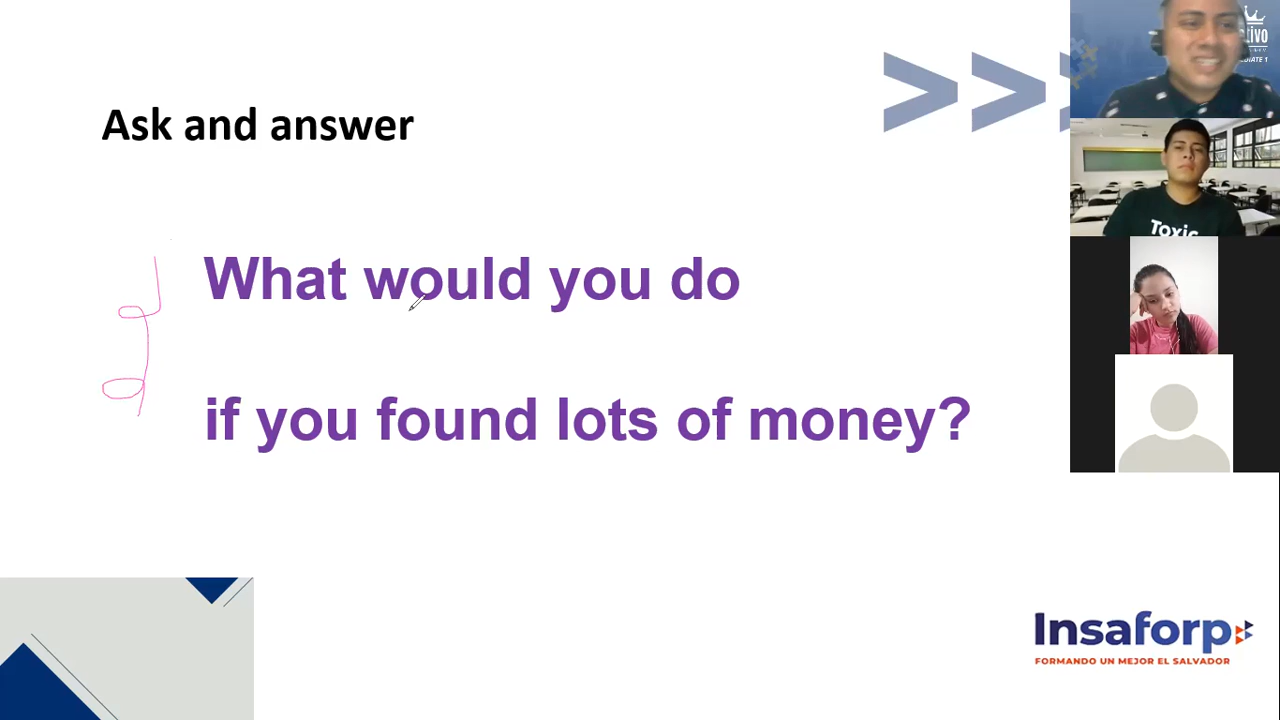 Ask and answer
>>>
What would you do
if you found lots of money?
Toxic
Insaforp
FORMANDO UN MEJOR EL SALVADOR